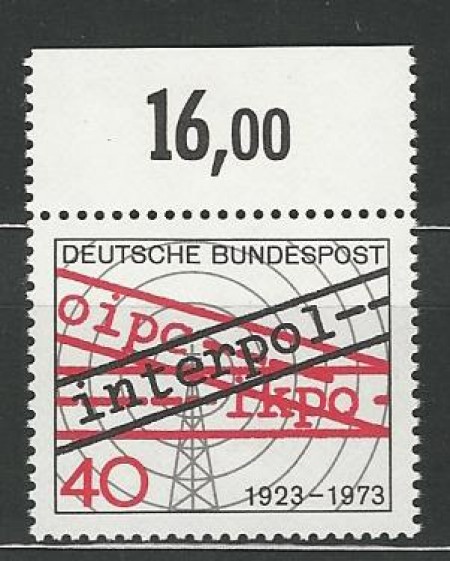 16,00
DEUTSCHE BUNDESPOST
oipc
interpol--
ikpo -
40
1923-1973